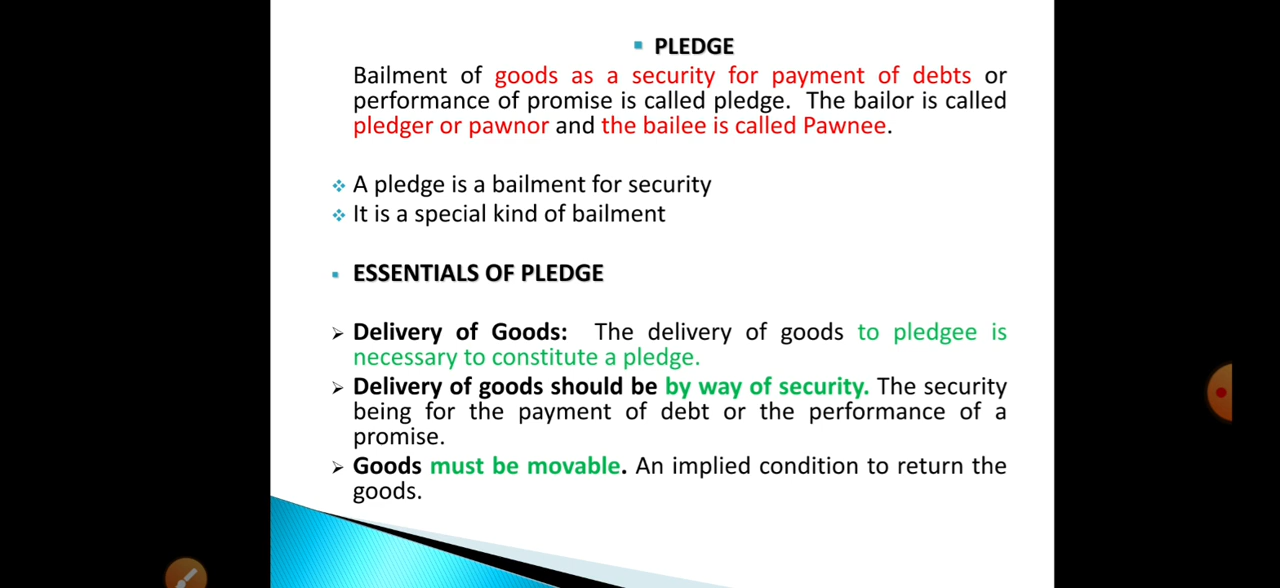 PLEDGE
Bailment of goods as a security for payment of debts or
performance of promise is called pledge. The bailor is called
pledger or pawnor and the bailee is called Pawnee.
A pledge is a bailment for security
It is a special kind of bailment
ESSENTIALS OF PLEDGE
Delivery of Goods: The delivery of goods to pledgee is
necessary to constitute a pledge.
Delivery of goods should be by way of security. The security
being for the payment of debt or the performance of a
promise.
Goods must be movable. An implied condition to return the
goods.